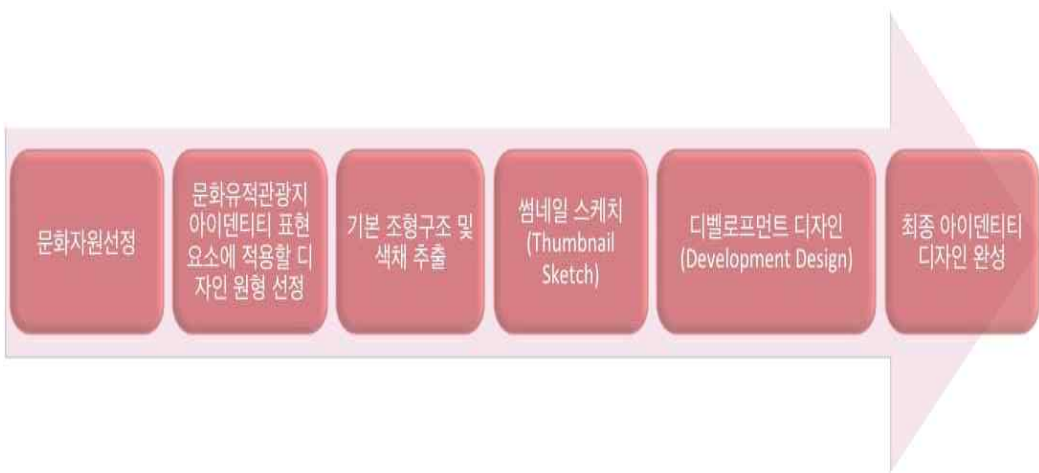 문화자원선정
문화유적관광지
아이덴티티 표현
요소에 적용할 디
자인 원형 선정
기본 조형구조 및
색채 추출
썸네일 스케치
(Thumbnail
Sketch)
디벨로프먼트 디자인
(Development Design)
최종 아이덴티티
디자인 완성